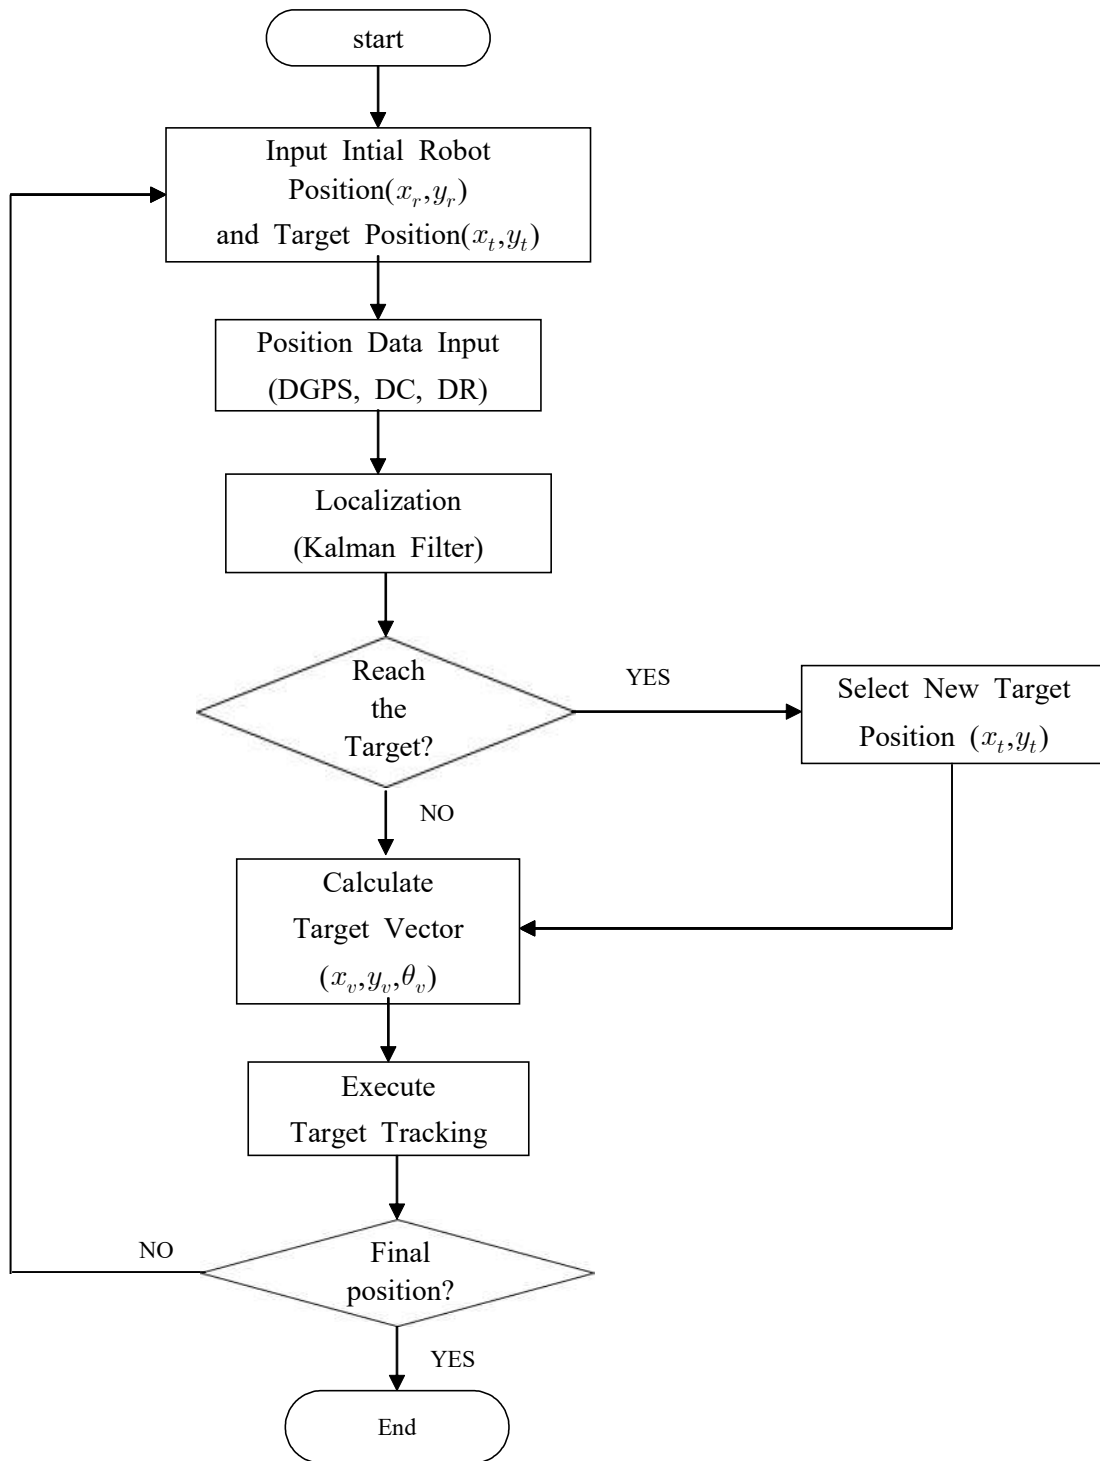 start
Input Intial Robot
Position(x_r,y_r)
and Target Position(x_t,y_t)
Position Data Input
(DGPS, DC, DR)
Localization
(Kalman Filter)
Reach
the
Target?
YES
Select New Target
Position (x_t,y_t)
NO
Calculate
Target Vector
(x_v,y_v,θ_v)
Execute
Target Tracking
NO
Final
position?
YES
End